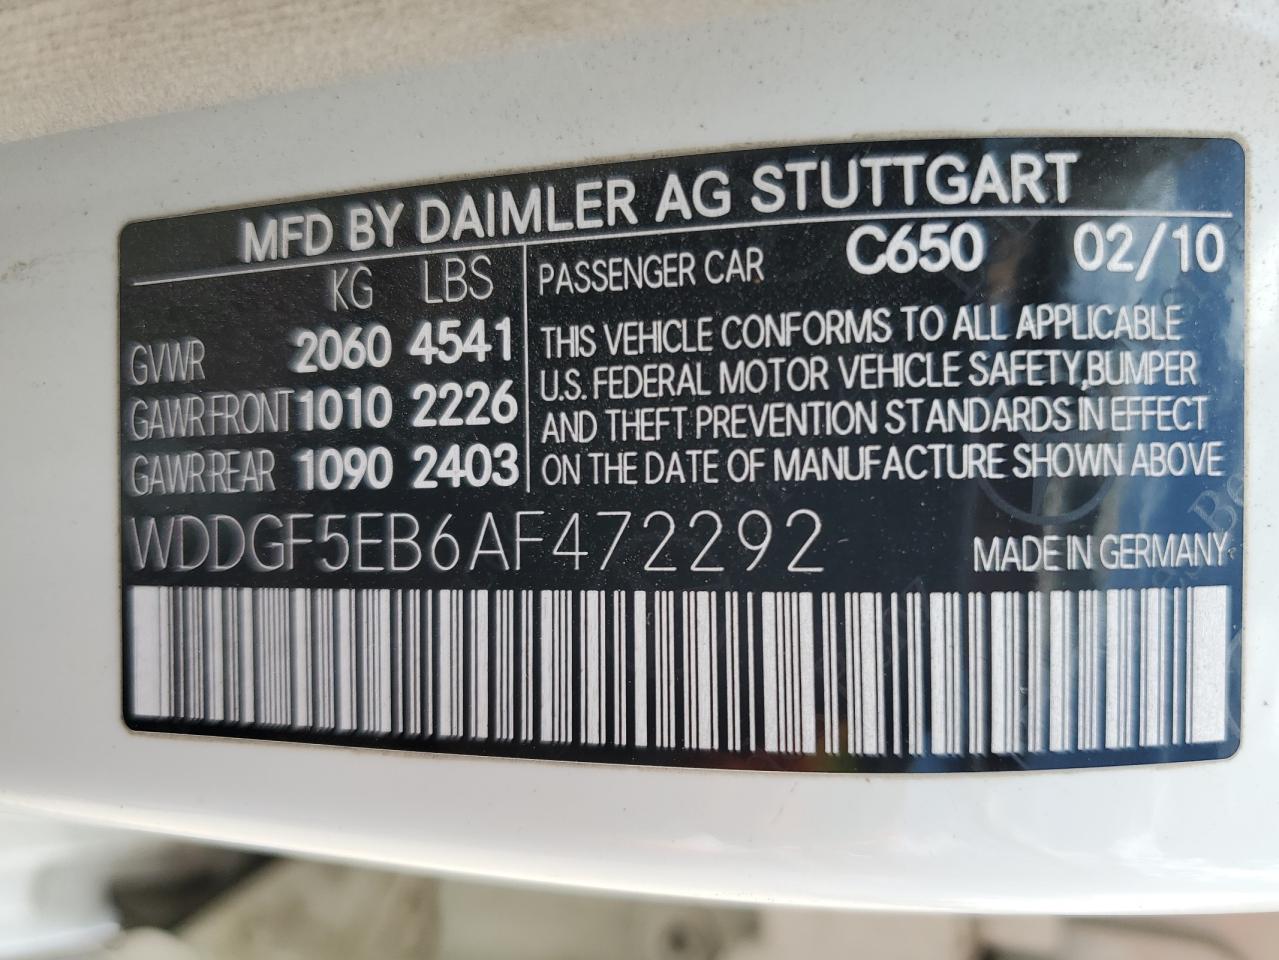 MFD BY DAIMLER AG STUTTGART
KG LBS
GVWR 2060 4541
GAWR FRONT 1010 2226
GAWR REAR 1090 2403
PASSENGER CAR C650 02/10
THIS VEHICLE CONFORMS TO ALL APPLICABLE
U.S. FEDERAL MOTOR VEHICLE SAFETY,BUMPER
AND THEFT PREVENTION STANDARDS IN EFFECT
ON THE DATE OF MANUFACTURE SHOWN ABOVE
WDDGF5EB6AF472292
MADE IN GERMANY